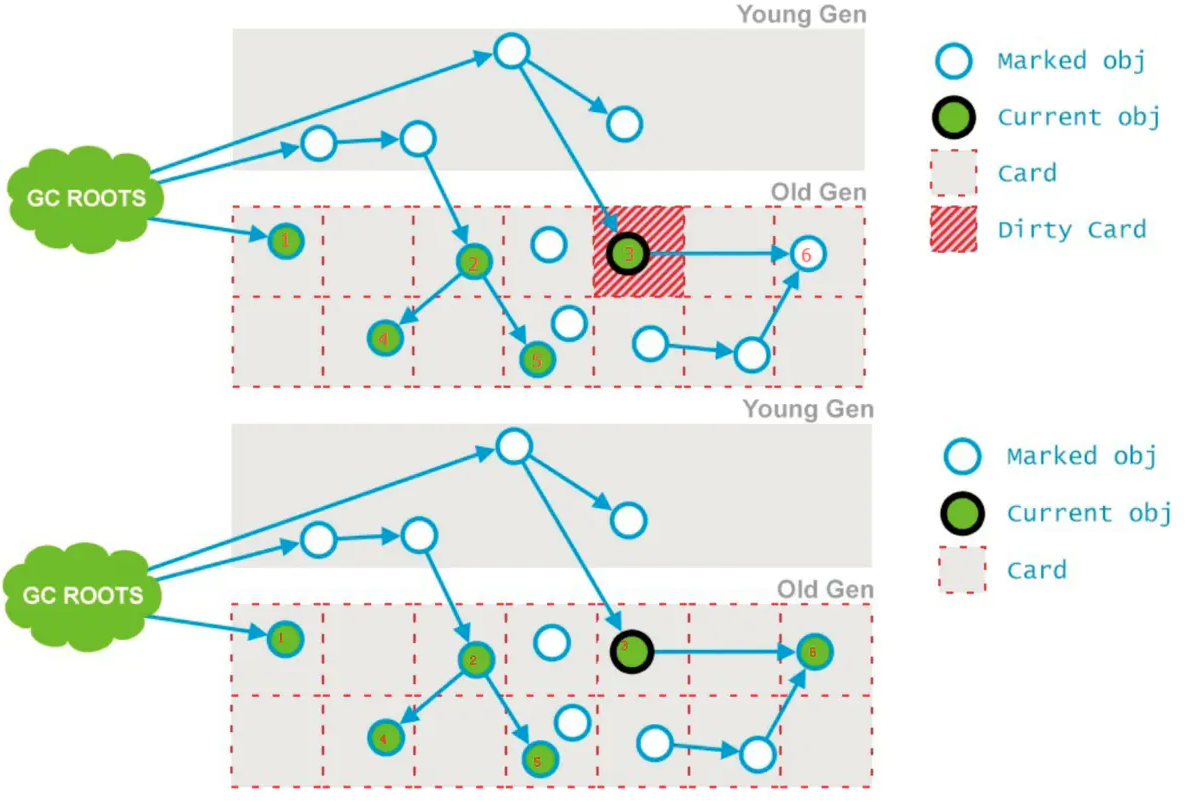 Young Gen
Marked obj
Current obj
Card
Dirty Card
GC ROOTS
Old Gen
1
2
3
6
4
5
Young Gen
Marked obj
Current obj
Card
GC ROOTS
Old Gen
1
2
3
6
4
5